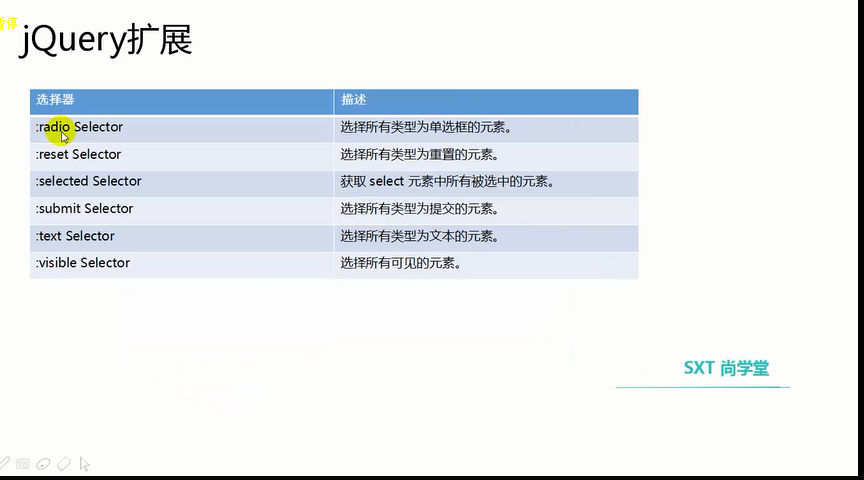 jQuery扩展
选择器 描述
:radio Selector 选择所有类型为单选框的元素。
:reset Selector 选择所有类型为重置的元素。
:selected Selector 获取 select 元素中所有被选中的元素。
:submit Selector 选择所有类型为提交的元素。
:text Selector 选择所有类型为文本的元素。
:visible Selector 选择所有可见的元素。
SXT 尚学堂